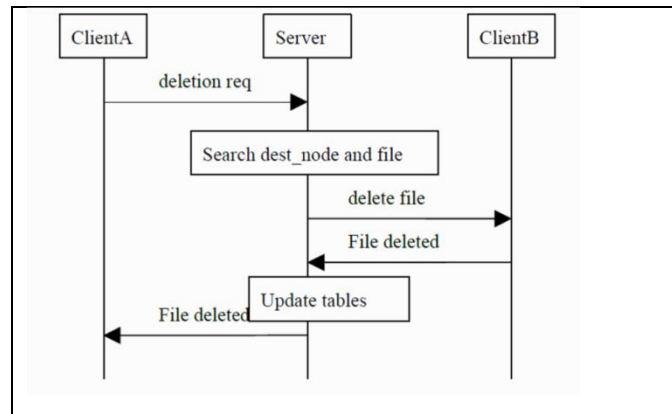 ClientA
Server
ClientB
deletion req
Search dest_node and file
delete file
File deleted
Update tables
File deleted